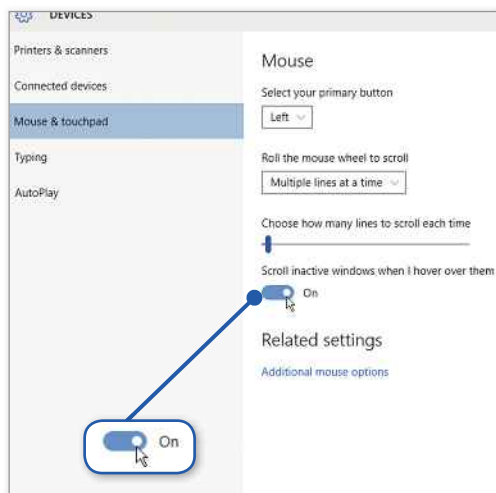 DEVICES
Printers & scanners
Connected devices
Mouse & touchpad
Typing
AutoPlay
Mouse
Select your primary button
Left
Roll the mouse wheel to scroll
Multiple lines at a time
Choose how many lines to scroll each time
Scroll inactive windows when I hover over them
On
Related settings
Additional mouse options
On